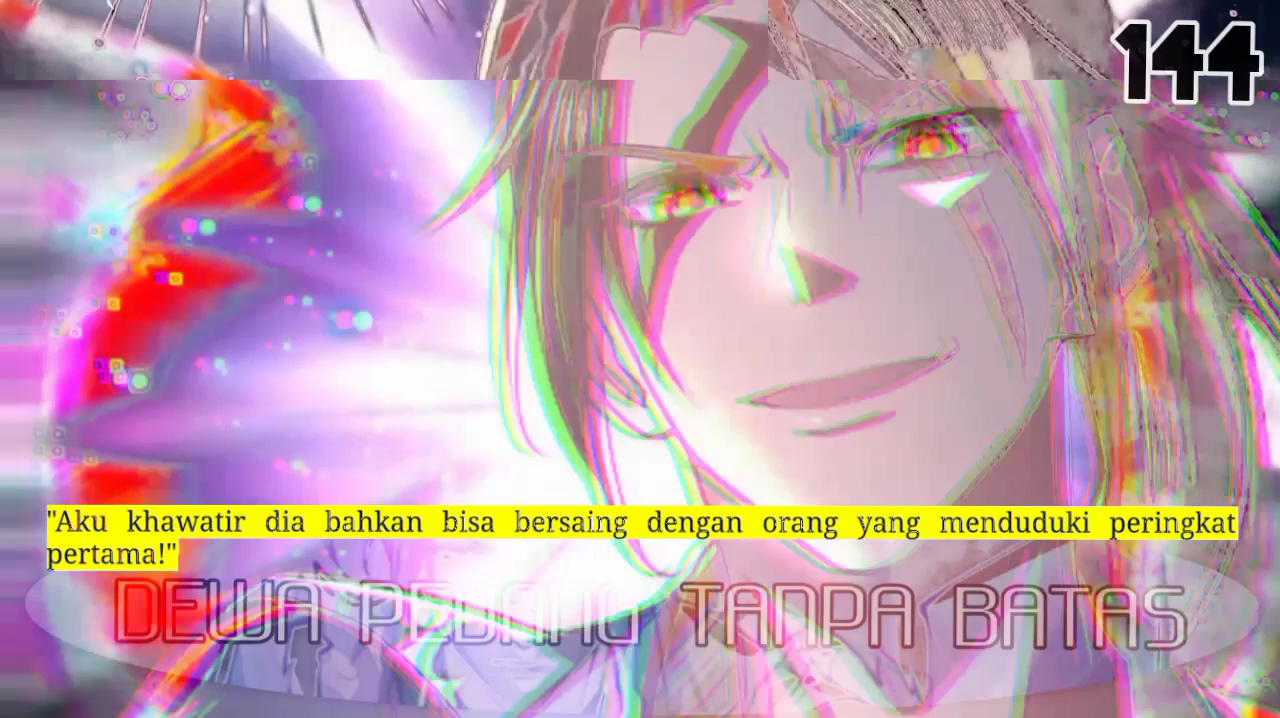 144
"Aku khawatir dia bahkan bisa bersaing dengan orang yang menduduki peringkat
pertama!"
DEWA PEDANG TANPA BATAS